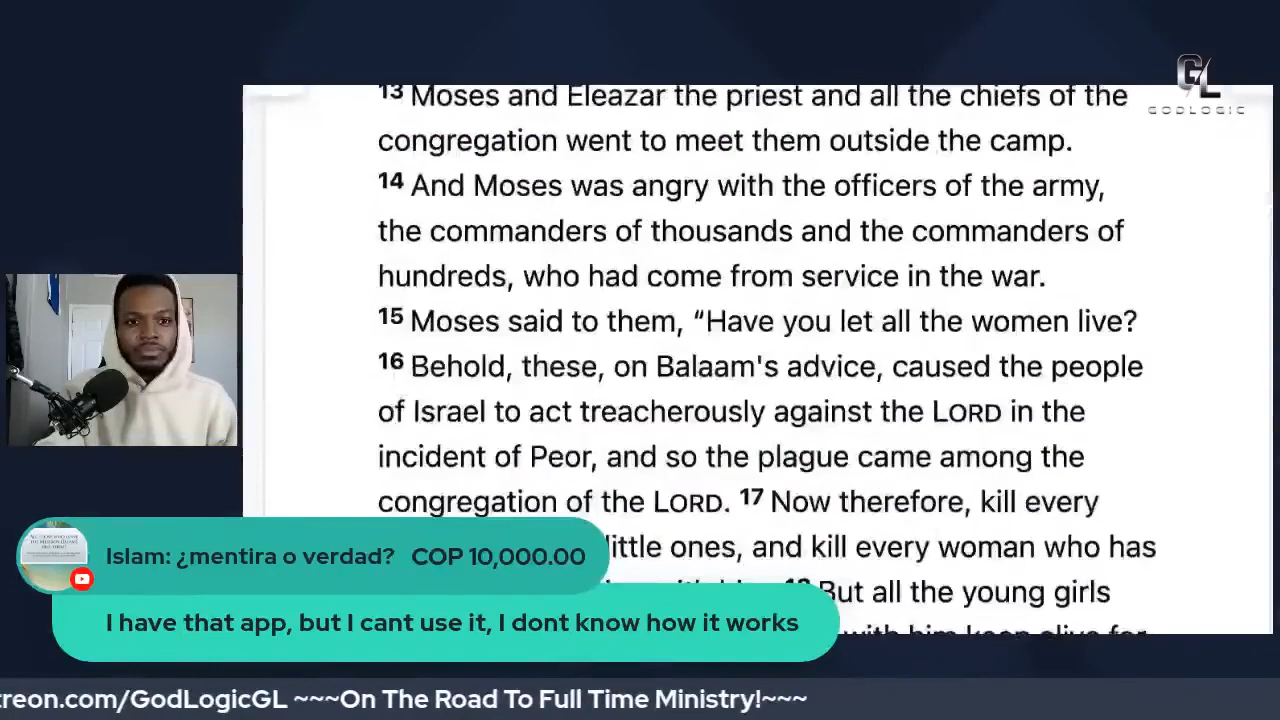 GL
GODLOGIC
13 Moses and Eleazar the priest and all the chiefs of the
congregation went to meet them outside the camp.
14 And Moses was angry with the officers of the army,
the commanders of thousands and the commanders of
hundreds, who had come from service in the war.
15 Moses said to them, “Have you let all the women live?
16 Behold, these, on Balaam's advice, caused the people
of Israel to act treacherously against the LORD in the
incident of Peor, and so the plague came among the
congregation of the LORD. 17 Now therefore, kill every
little ones, and kill every woman who has
But all the young girls
with him keep alive for
Islam: ¿mentira o verdad? COP 10,000.00
I have that app, but I cant use it, I dont know how it works
treon.com/GodLogicGL ~~~On The Road To Full Time Ministry!~~~